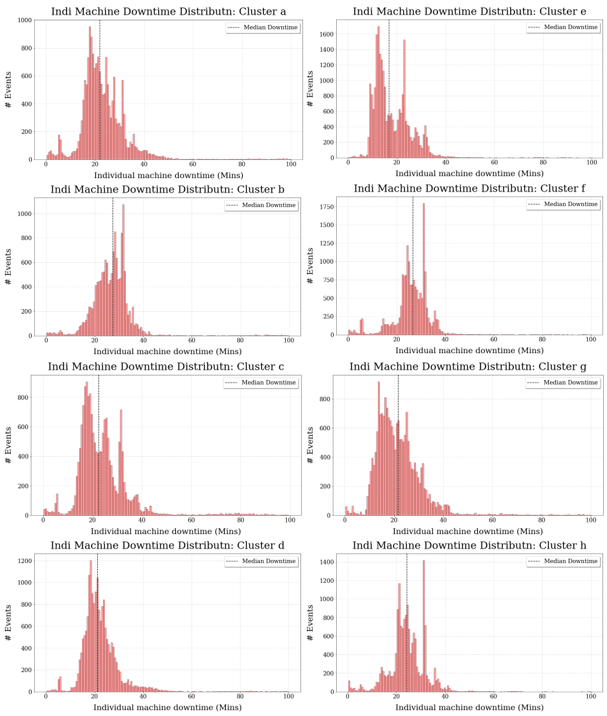 Indi Machine Downtime Distributn: Cluster a
Median Downtime
# Events
1000
800
600
400
200
0
0 20 40 60 80 100
Individual machine downtime (Mins)
Indi Machine Downtime Distributn: Cluster e
Median Downtime
# Events
1600
1400
1200
1000
800
600
400
200
0
0 20 40 60 80 100
Individual machine downtime (Mins)
Indi Machine Downtime Distributn: Cluster b
Median Downtime
# Events
1000
800
600
400
200
0
0 20 40 60 80 100
Individual machine downtime (Mins)
Indi Machine Downtime Distributn: Cluster f
Median Downtime
# Events
1750
1500
1250
1000
750
500
250
0
0 20 40 60 80 100
Individual machine downtime (Mins)
Indi Machine Downtime Distributn: Cluster c
Median Downtime
# Events
800
600
400
200
0
0 20 40 60 80 100
Individual machine downtime (Mins)
Indi Machine Downtime Distributn: Cluster g
Median Downtime
# Events
800
600
400
200
0
0 20 40 60 80 100
Individual machine downtime (Mins)
Indi Machine Downtime Distributn: Cluster d
Median Downtime
# Events
1200
1000
800
600
400
200
0
0 20 40 60 80 100
Individual machine downtime (Mins)
Indi Machine Downtime Distributn: Cluster h
Median Downtime
# Events
1400
1200
1000
800
600
400
200
0
0 20 40 60 80 100
Individual machine downtime (Mins)